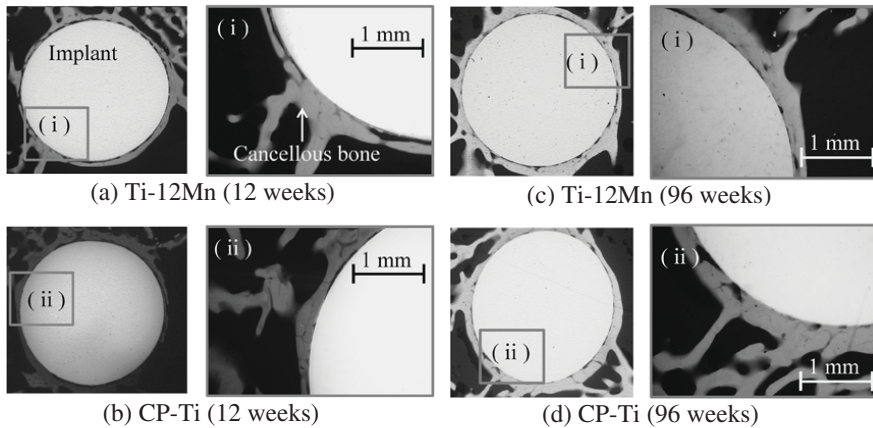 Implant
( i )
( i )
1 mm
Cancellous bone
(a) Ti-12Mn (12 weeks)
( i )
( i )
1 mm
(c) Ti-12Mn (96 weeks)
( ii )
( ii )
1 mm
(b) CP-Ti (12 weeks)
( ii )
( ii )
1 mm
(d) CP-Ti (96 weeks)